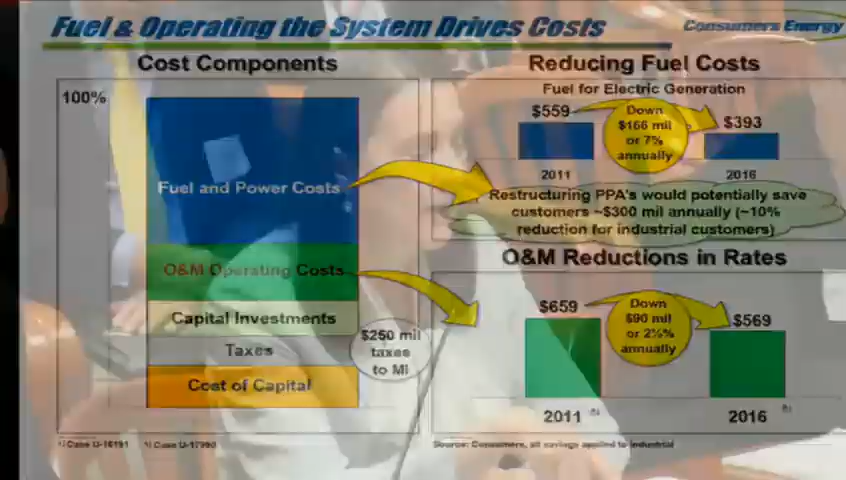 Fuel & Operating the System Drives Costs
Consumers Energy
Cost Components
100%
Fuel and Power Costs
O&M Operating Costs
Capital Investments
Taxes
Cost of Capital
$250 mil
taxes
to MI
Reducing Fuel Costs
Fuel for Electric Generation
$559
Down
$166 mil
or 7%
annually
$393
2011
2016
Restructuring PPA's would potentially save
customers ~$300 mil annually (~10%
reduction for industrial customers)
O&M Reductions in Rates
$659
Down
$90 mil
or 2½%
annually
$569
2011
2016
Source: Consumers, all savings applied to industrial